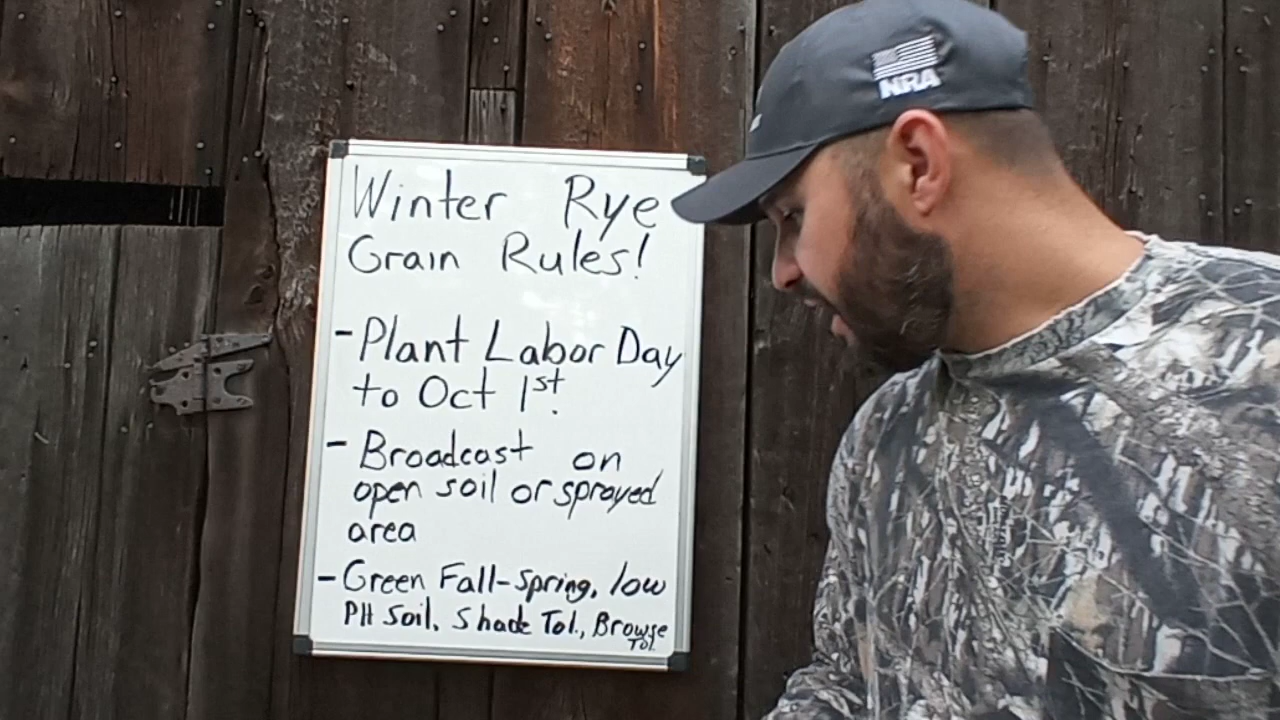 NRA
Winter Rye
Grain Rules!
- Plant Labor Day
to Oct 1st.
- Broadcast on
open soil or sprayed
area
- Green Fall-Spring, low
PH Soil, Shade Tol., Browse
Tol.